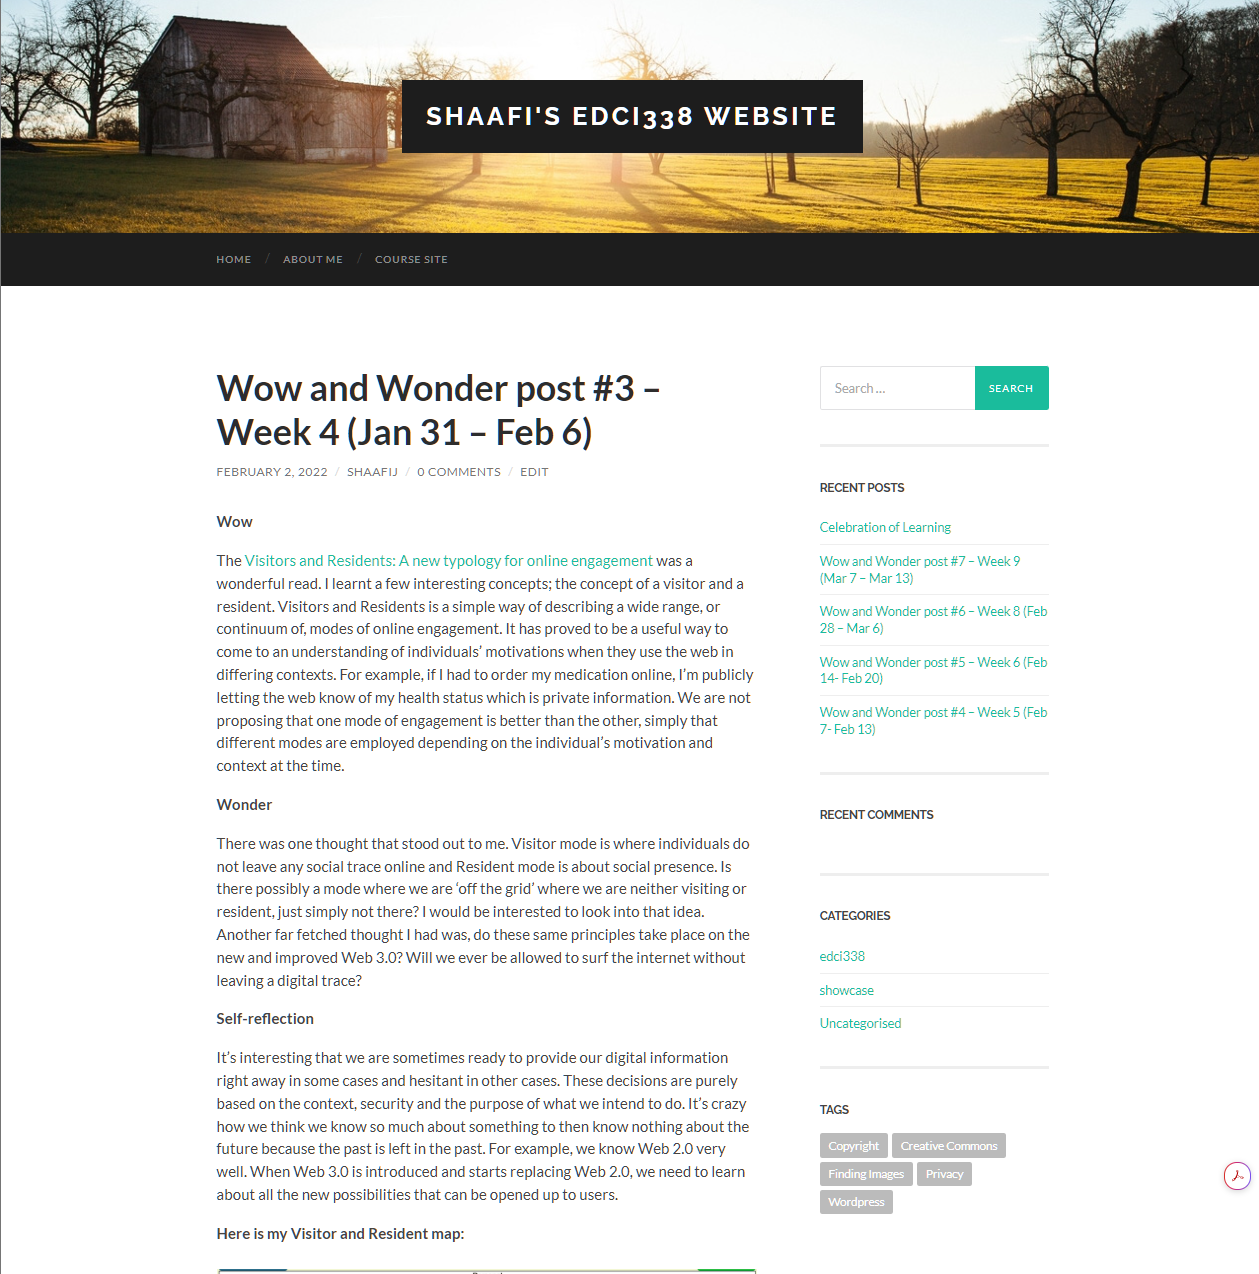 SHAAFI'S EDCI338 WEBSITE
HOME / ABOUT ME / COURSE SITE
Wow and Wonder post #3 –
Week 4 (Jan 31 – Feb 6)
FEBRUARY 2, 2022 / SHAAFIJ / 0 COMMENTS / EDIT
Wow
The Visitors and Residents: A new typology for online engagement was a
wonderful read. I learnt a few interesting concepts; the concept of a visitor and a
resident. Visitors and Residents is a simple way of describing a wide range, or
continuum of, modes of online engagement. It has proved to be a useful way to
come to an understanding of individuals’ motivations when they use the web in
differing contexts. For example, if I had to order my medication online, I’m publicly
letting the web know of my health status which is private information. We are not
proposing that one mode of engagement is better than the other, simply that
different modes are employed depending on the individual’s motivation and
context at the time.
Wonder
There was one thought that stood out to me. Visitor mode is where individuals do
not leave any social trace online and Resident mode is about social presence. Is
there possibly a mode where we are ‘off the grid’ where we are neither visiting or
resident, just simply not there? I would be interested to look into that idea.
Another far fetched thought I had was, do these same principles take place on the
new and improved Web 3.0? Will we ever be allowed to surf the internet without
leaving a digital trace?
Self-reflection
It’s interesting that we are sometimes ready to provide our digital information
right away in some cases and hesitant in other cases. These decisions are purely
based on the context, security and the purpose of what we intend to do. It’s crazy
how we think we know so much about something to then know nothing about the
future because the past is left in the past. For example, we know Web 2.0 very
well. When Web 3.0 is introduced and starts replacing Web 2.0, we need to learn
about all the new possibilities that can be opened up to users.
Here is my Visitor and Resident map:
Search …
SEARCH
RECENT POSTS
Celebration of Learning
Wow and Wonder post #7 – Week 9
(Mar 7 – Mar 13)
Wow and Wonder post #6 – Week 8 (Feb
28 – Mar 6)
Wow and Wonder post #5 – Week 6 (Feb
14- Feb 20)
Wow and Wonder post #4 – Week 5 (Feb
7- Feb 13)
RECENT COMMENTS
CATEGORIES
edci338
showcase
Uncategorised
TAGS
Copyright
Creative Commons
Finding Images
Privacy
Wordpress